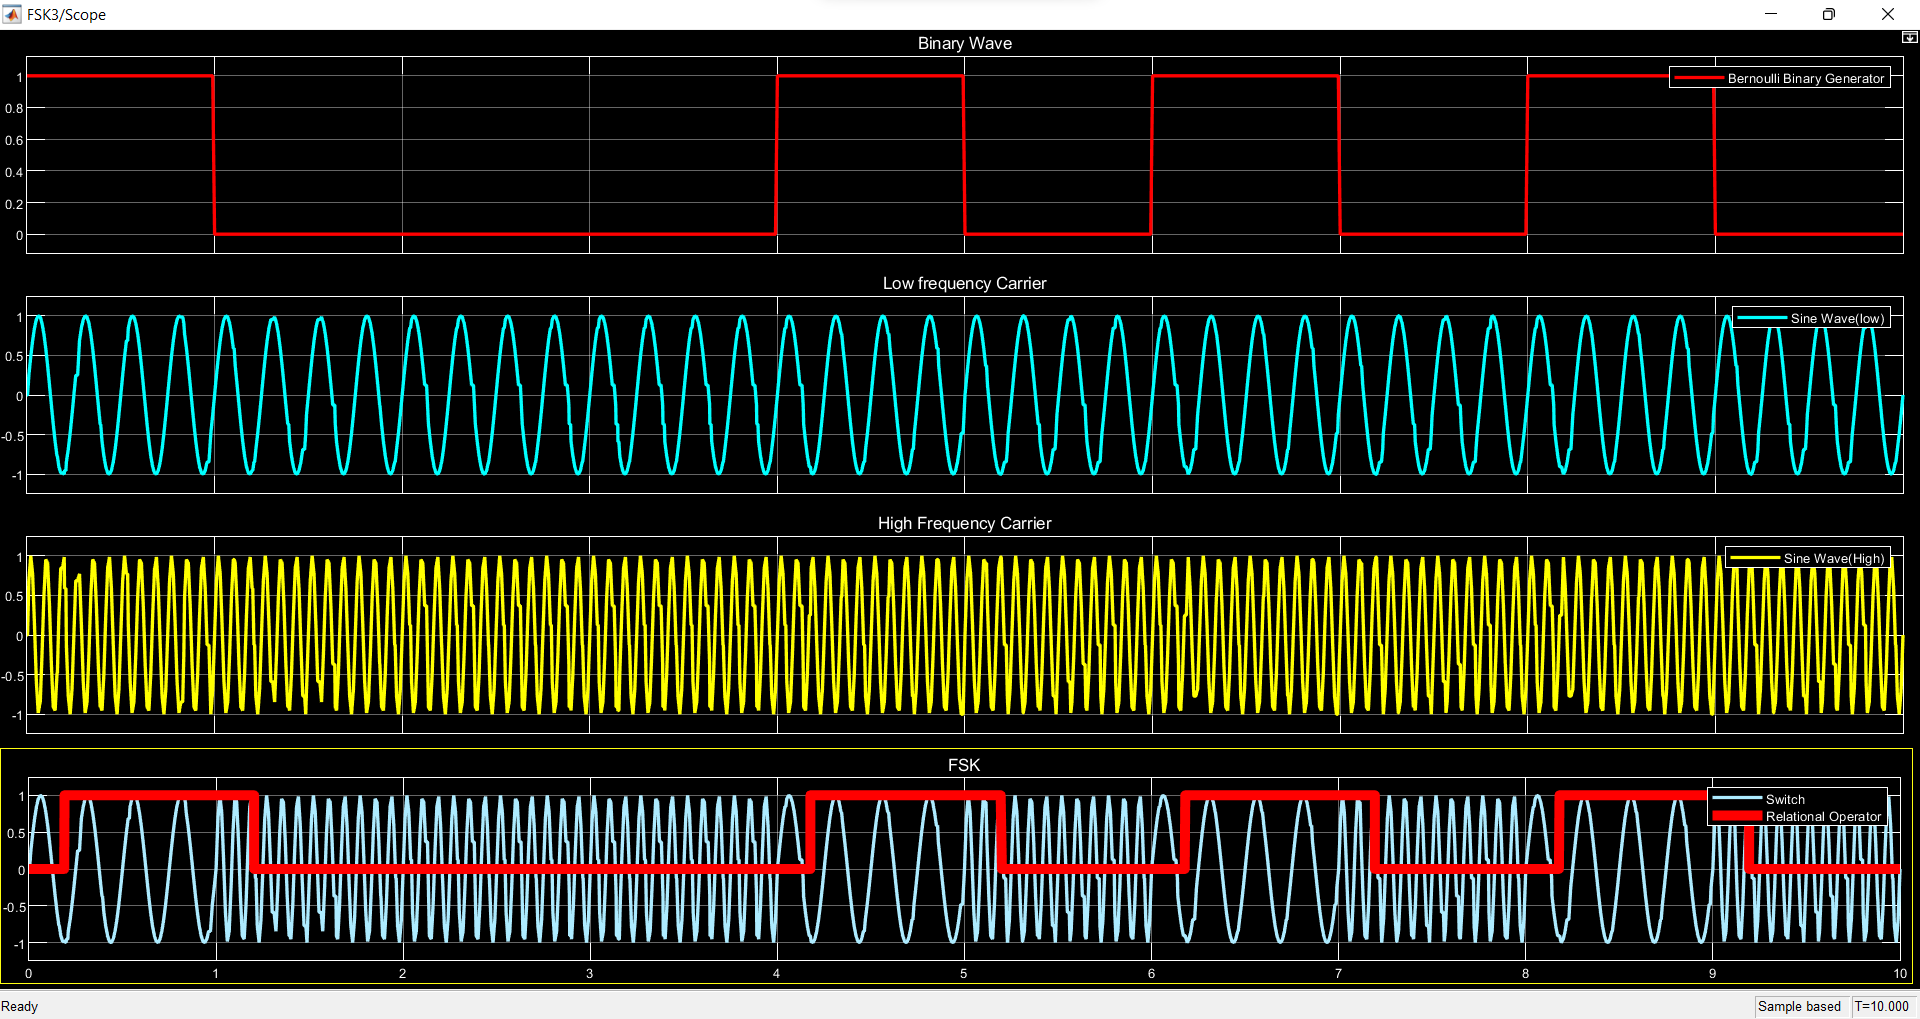 FSK3/Scope
Binary Wave
Bernoulli Binary Generator
1
0.8
0.6
0.4
0.2
0
Low frequency Carrier
Sine Wave(low)
1
0.5
0
-0.5
-1
High Frequency Carrier
Sine Wave(High)
1
0.5
0
-0.5
-1
FSK
Switch
Relational Operator
1
0.5
0
-0.5
-1
0 1 2 3 4 5 6 7 8 9 10
Ready Sample based T=10.000